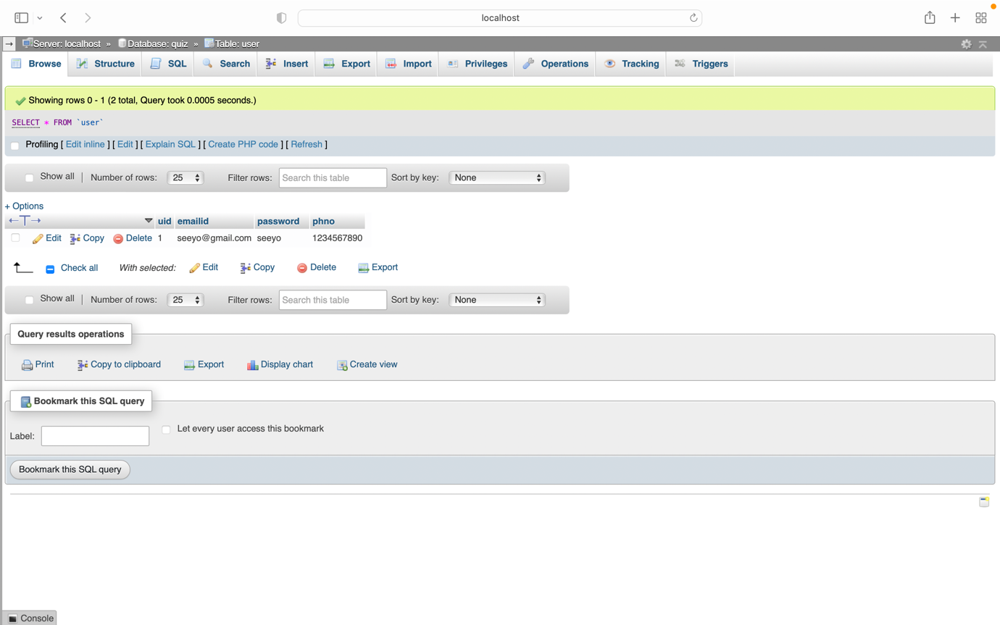 localhost
Server: localhost » Database: quiz » Table: user
Browse Structure SQL Search Insert Export Import Privileges Operations Tracking Triggers
Showing rows 0 - 1 (2 total, Query took 0.0005 seconds.)
SELECT * FROM `user`
Profiling [ Edit inline ] [ Edit ] [ Explain SQL ] [ Create PHP code ] [ Refresh ]
Show all | Number of rows: 25 Filter rows: Search this table Sort by key: None
+ Options
←T→ uid emailid password phno
Edit Copy Delete 1 seeyo@gmail.com seeyo 1234567890
Check all With selected: Edit Copy Delete Export
Show all | Number of rows: 25 Filter rows: Search this table Sort by key: None
Query results operations
Print Copy to clipboard Export Display chart Create view
Bookmark this SQL query
Label: Let every user access this bookmark
Bookmark this SQL query
Console